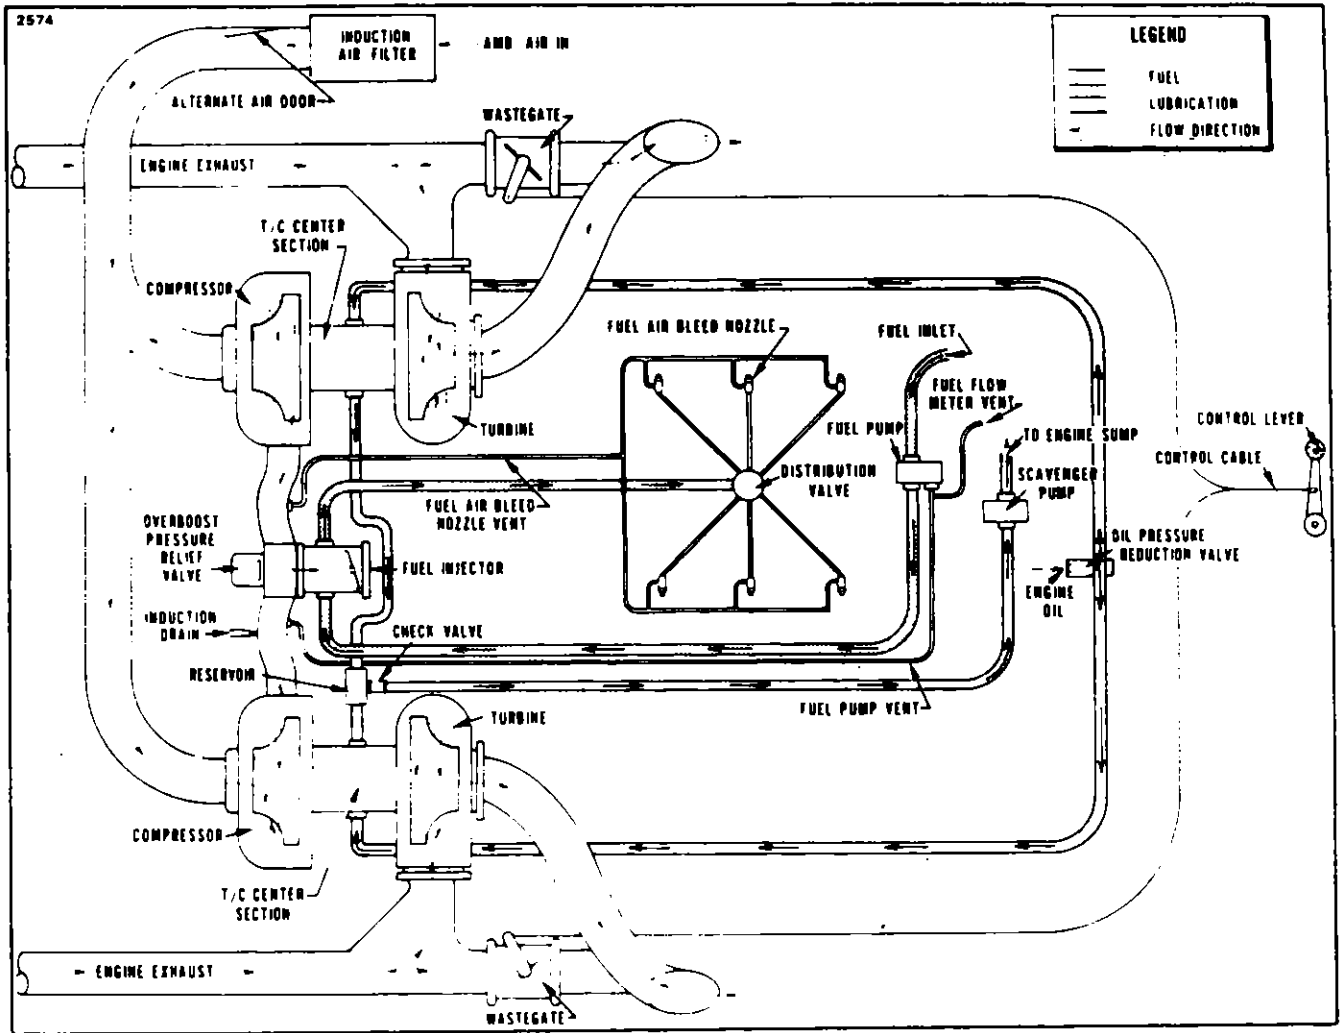 2574
INDUCTION
AIR FILTER
AMB AIR IN
LEGEND
FUEL
LUBRICATION
FLOW DIRECTION
ALTERNATE AIR DOOR
WASTEGATE
ENGINE EXHAUST
T/C CENTER
SECTION
COMPRESSOR
FUEL AIR BLEED NOZZLE
FUEL INLET
FUEL FLOW
METER VENT
TURBINE
FUEL PUMP
TO ENGINE SUMP
CONTROL LEVER
CONTROL CABLE
DISTRIBUTION
VALVE
SCAVENGER
PUMP
FUEL AIR BLEED
NOZZLE VENT
OVERBOOST
PRESSURE
RELIEF
VALVE
FUEL INJECTOR
OIL PRESSURE
REDUCTION VALVE
ENGINE
OIL
INDUCTION
DRAIN
CHECK VALVE
RESERVOIR
FUEL PUMP VENT
TURBINE
COMPRESSOR
T/C CENTER
SECTION
ENGINE EXHAUST
WASTEGATE